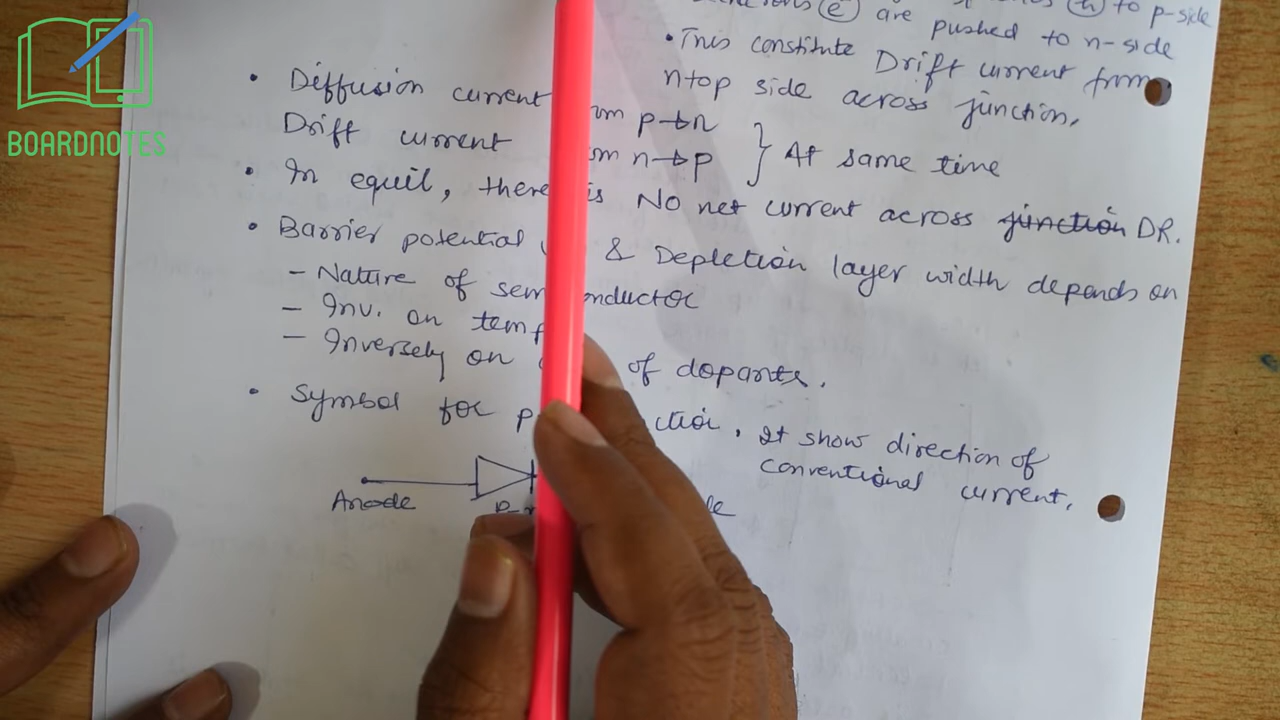 BOARDNOTES
(h) to p-side
(e) are pushed to n-side
• This constitute Drift current from
n to p side across junction.
• Diffusion current p→n
Drift current n→p } At same time
• In equil, there is No net current across junction DR.
• Barrier potential & Depletion layer width depends on
- Nature of semiconductor
- Inv. on temp
- Inversely on of dopants.
• Symbol for p It show direction of
conventional current.
Anode